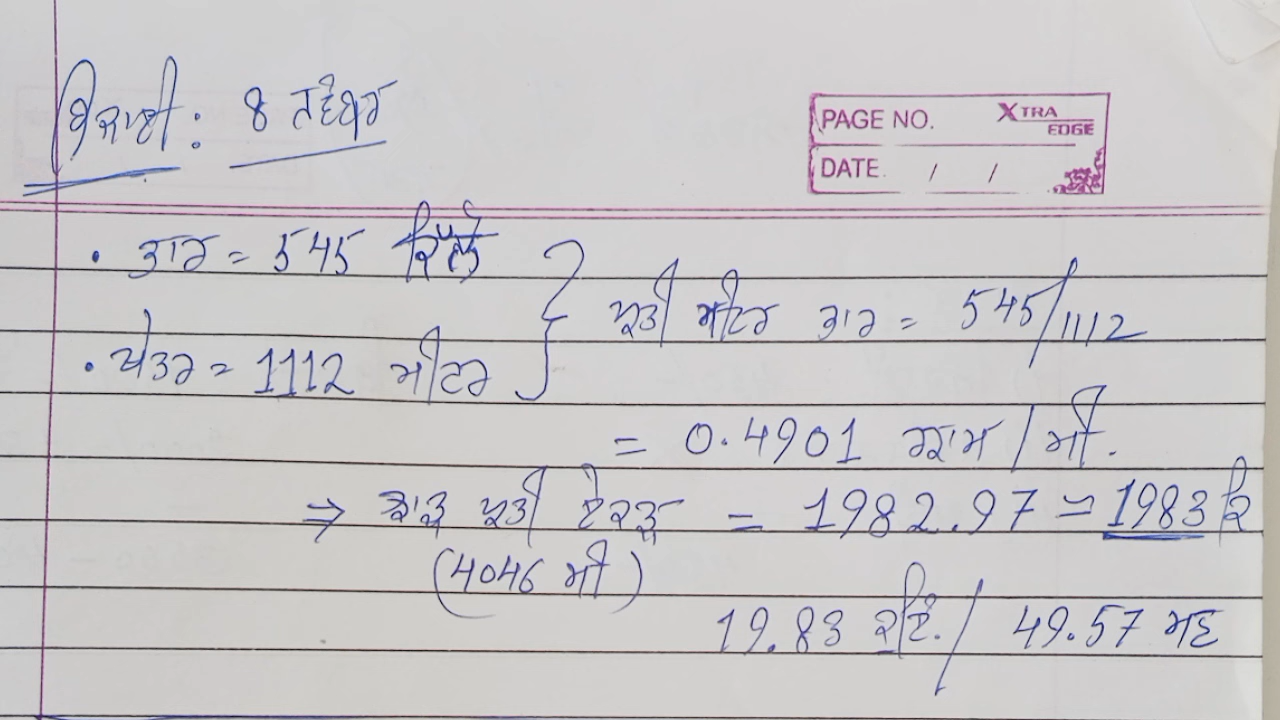 ਬਿਜਾਈ: 8 ਨਵੰਬਰ
PAGE NO. XTRA EDGE
DATE / /
• ਭਾਰ = 545 ਕਿਲੋ
• ਖੇਤਰ = 1112 ਮੀਟਰ
ਪ੍ਰਤੀ ਮੀਟਰ ਭਾਰ = 545/1112
= 0.4901 ਗ੍ਰਾਮ/ਮੀ.
⇒ ਝਾੜ ਪ੍ਰਤੀ ਏਕੜ = 1982.97 ≃ 1983 ਕਿ
(4046 ਮੀ)
19.83 ਕੁਇੰ. / 49.57 ਮਣ